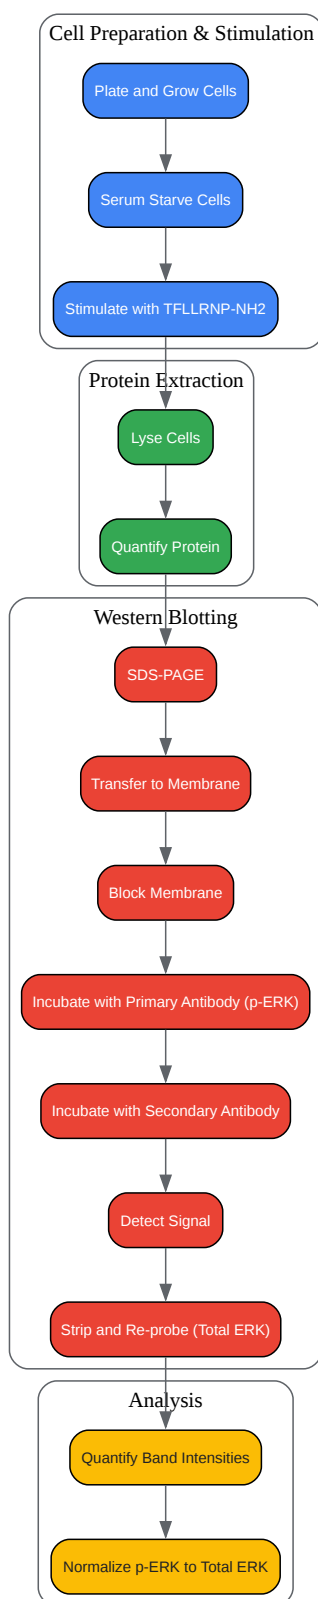 Cell Preparation & Stimulation
Plate and Grow Cells
Serum Starve Cells
Stimulate with TFLLRNP-NH2
Protein Extraction
Lyse Cells
Quantify Protein
Western Blotting
SDS-PAGE
Transfer to Membrane
Block Membrane
Incubate with Primary Antibody (p-ERK)
Incubate with Secondary Antibody
Detect Signal
Strip and Re-probe (Total ERK)
Analysis
Quantify Band Intensities
Normalize p-ERK to Total ERK